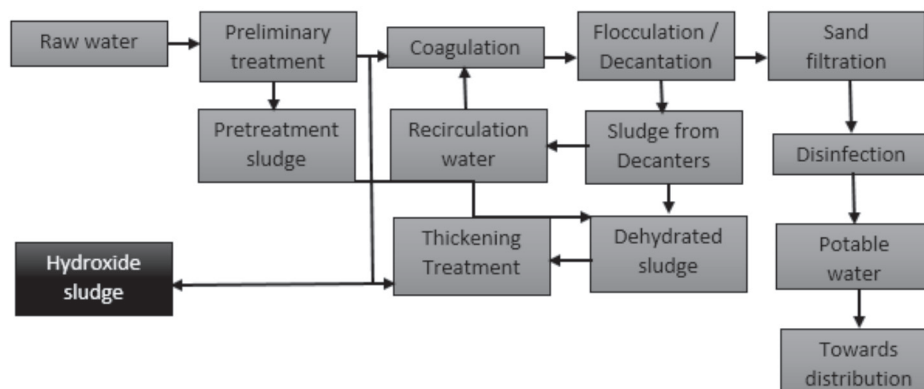 Raw water
Preliminary
treatment
Coagulation
Flocculation /
Decantation
Sand
filtration
Pretreatment
sludge
Recirculation
water
Sludge from
Decanters
Disinfection
Hydroxide
sludge
Thickening
Treatment
Dehydrated
sludge
Potable
water
Towards
distribution